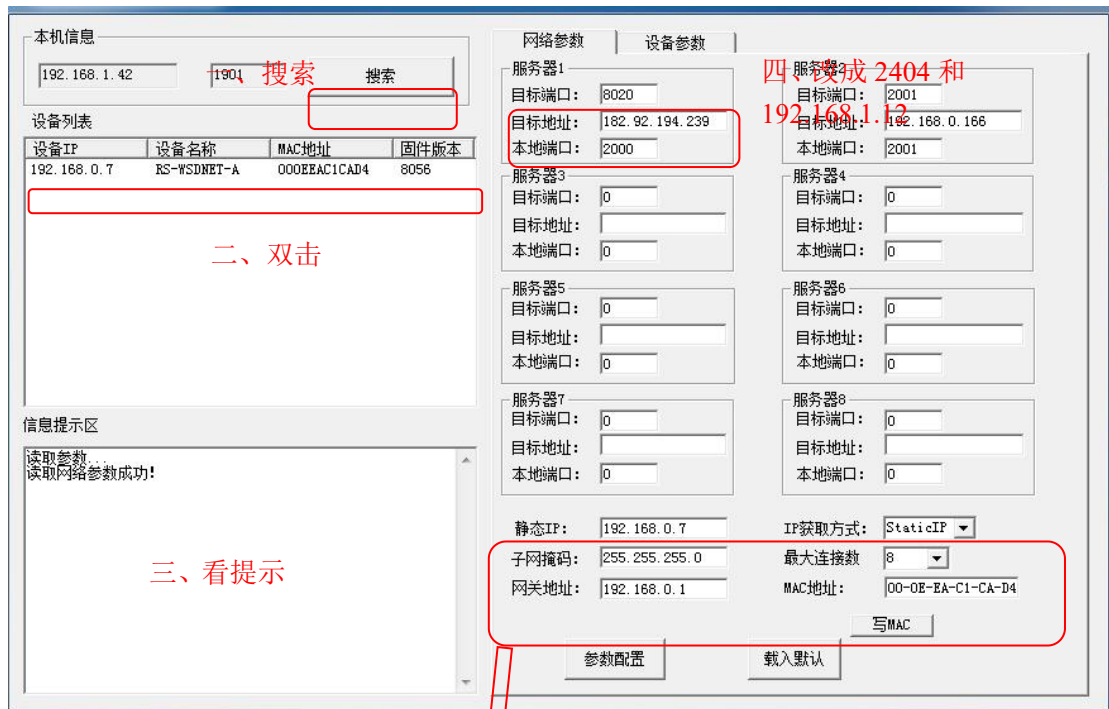 本机信息
192.168.1.42
1901
一、搜索
搜索
设备列表
设备IP 设备名称 MAC地址 固件版本
192.168.0.7 RS-WSDNET-A 000EEAC1CAD4 8056
二、双击
信息提示区
读取参数...
读取网络参数成功!
三、看提示
网络参数 设备参数
服务器1
目标端口: 8020
目标地址: 182.92.194.239
本地端口: 2000
服务器2
目标端口: 2001
目标地址: 192.168.0.166
本地端口: 2001
四、改成 2404 和
192.168.1.12
服务器3
目标端口: 0
目标地址:
本地端口: 0
服务器4
目标端口: 0
目标地址:
本地端口: 0
服务器5
目标端口: 0
目标地址:
本地端口: 0
服务器6
目标端口: 0
目标地址:
本地端口: 0
服务器7
目标端口: 0
目标地址:
本地端口: 0
服务器8
目标端口: 0
目标地址:
本地端口: 0
静态IP: 192.168.0.7 IP获取方式: StaticIP
子网掩码: 255.255.255.0 最大连接数 8
网关地址: 192.168.0.1 MAC地址: 00-0E-EA-C1-CA-D4
写MAC
参数配置 载入默认